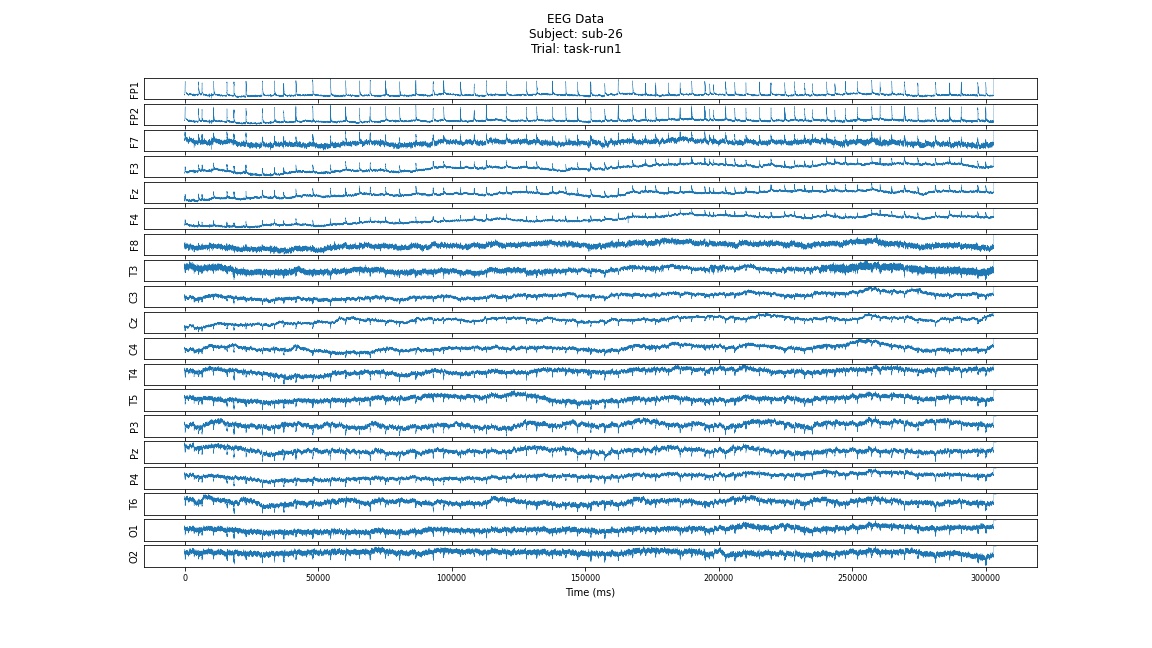 EEG Data
Subject: sub-26
Trial: task-run1
FP1
FP2
F7
F3
Fz
F4
F8
T3
C3
Cz
C4
T4
T5
P3
Pz
P4
T6
O1
O2
0 50000 100000 150000 200000 250000 300000
Time (ms)